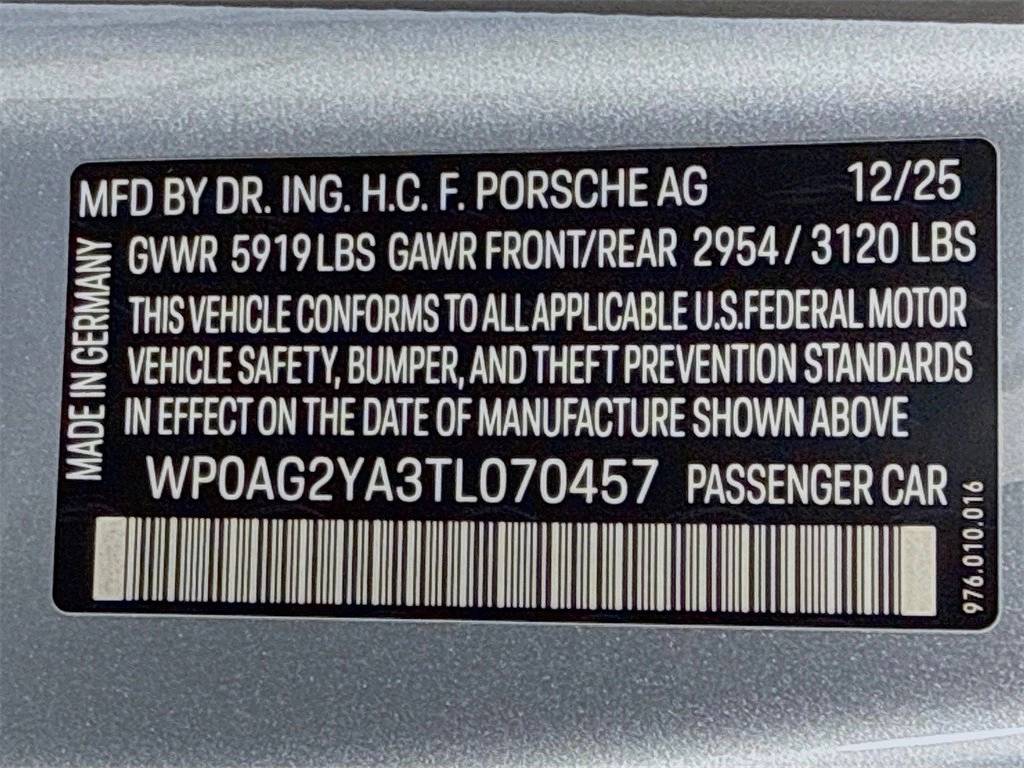 MFD BY DR. ING. H.C. F. PORSCHE AG 12/25
GVWR 5919 LBS GAWR FRONT/REAR 2954 / 3120 LBS
THIS VEHICLE CONFORMS TO ALL APPLICABLE U.S.FEDERAL MOTOR
VEHICLE SAFETY, BUMPER, AND THEFT PREVENTION STANDARDS
IN EFFECT ON THE DATE OF MANUFACTURE SHOWN ABOVE
WP0AG2YA3TL070457 PASSENGER CAR
MADE IN GERMANY
976.010.016